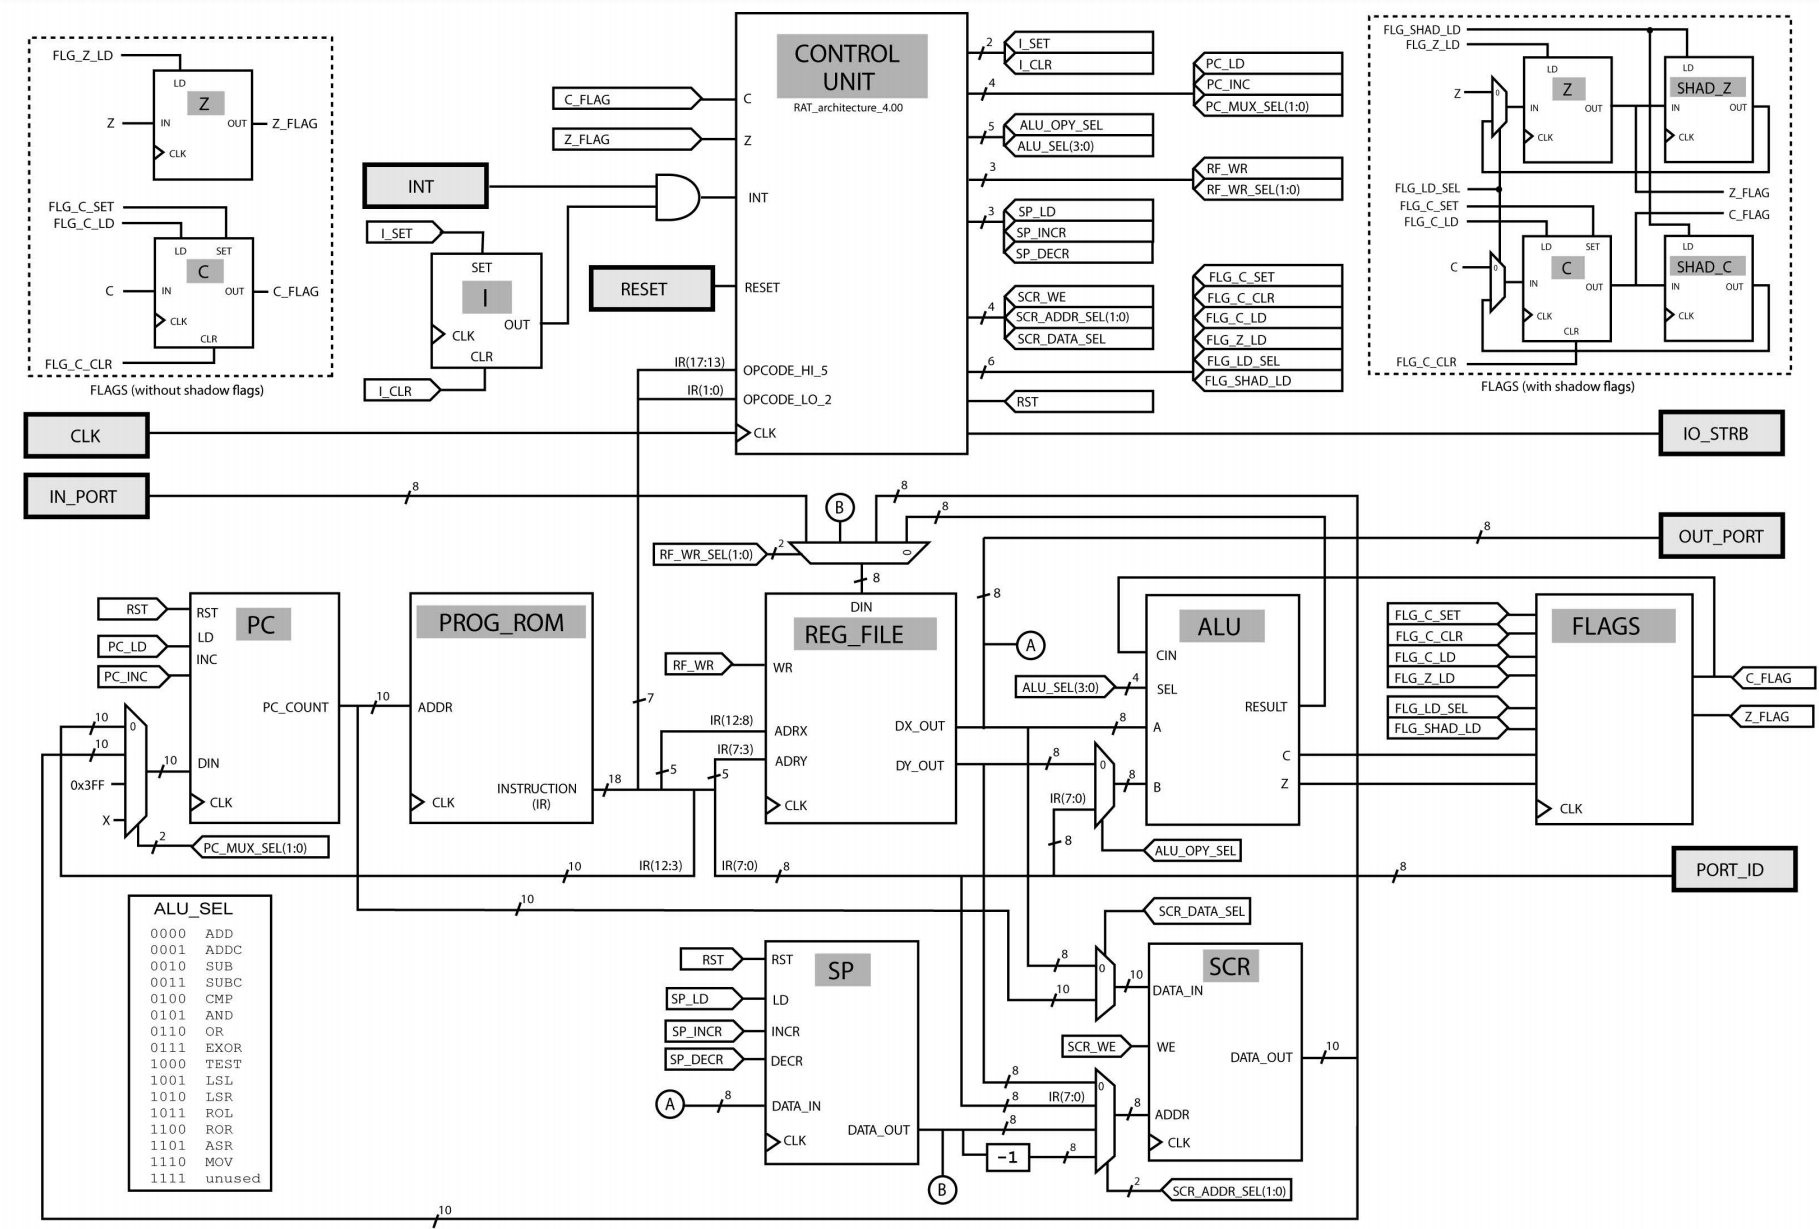 FLG_Z_LD
LD
Z
Z
IN
OUT
Z_FLAG
CLK
FLG_C_SET
FLG_C_LD
LD
SET
C
C
IN
OUT
C_FLAG
CLK
CLR
FLG_C_CLR
FLAGS (without shadow flags)
C_FLAG
Z_FLAG
INT
I_SET
SET
I
CLK
OUT
CLR
I_CLR
RESET
CONTROL
UNIT
RAT_architecture_4.00
C
Z
INT
RESET
IR(17:13)
OPCODE_HI_5
IR(1:0)
OPCODE_LO_2
CLK
2
I_SET
I_CLR
4
PC_LD
PC_INC
PC_MUX_SEL(1:0)
5
ALU_OPY_SEL
ALU_SEL(3:0)
3
RF_WR
RF_WR_SEL(1:0)
3
SP_LD
SP_INCR
SP_DECR
4
SCR_WE
SCR_ADDR_SEL(1:0)
SCR_DATA_SEL
6
FLG_C_SET
FLG_C_CLR
FLG_C_LD
FLG_Z_LD
FLG_LD_SEL
FLG_SHAD_LD
RST
FLG_SHAD_LD
FLG_Z_LD
Z
0
LD
Z
IN
OUT
CLK
LD
SHAD_Z
IN
OUT
CLK
FLG_LD_SEL
FLG_C_SET
FLG_C_LD
Z_FLAG
C_FLAG
C
0
LD
SET
C
IN
OUT
CLK
CLR
LD
SHAD_C
IN
OUT
CLK
FLG_C_CLR
FLAGS (with shadow flags)
CLK
IO_STRB
IN_PORT
8
B
8
8
RF_WR_SEL(1:0)
2
0
8
8
OUT_PORT
RST
PC_LD
PC_INC
RST
PC
LD
INC
PC_COUNT
DIN
CLK
10
10
0
10
0x3FF
X
2
PC_MUX_SEL(1:0)
10
PROG_ROM
ADDR
INSTRUCTION
(IR)
CLK
18
7
5
5
IR(12:8)
IR(7:3)
DIN
REG_FILE
RF_WR
WR
ADRX
ADRY
DX_OUT
DY_OUT
CLK
8
A
ALU_SEL(3:0)
4
8
8
0
8
IR(7:0)
8
ALU_OPY_SEL
ALU
CIN
SEL
A
B
RESULT
C
Z
FLG_C_SET
FLG_C_CLR
FLG_C_LD
FLG_Z_LD
FLG_LD_SEL
FLG_SHAD_LD
FLAGS
CLK
C_FLAG
Z_FLAG
10
IR(12:3)
IR(7:0)
8
8
PORT_ID
10
ALU_SEL
0000 ADD
0001 ADDC
0010 SUB
0011 SUBC
0100 CMP
0101 AND
0110 OR
0111 EXOR
1000 TEST
1001 LSL
1010 LSR
1011 ROL
1100 ROR
1101 ASR
1110 MOV
1111 unused
RST
SP_LD
SP_INCR
SP_DECR
A
8
RST
SP
LD
INCR
DECR
DATA_IN
CLK
DATA_OUT
B
-1
SCR_DATA_SEL
8
0
10
10
SCR_WE
8
0
IR(7:0)
8
8
8
8
2
SCR_ADDR_SEL(1:0)
SCR
DATA_IN
WE
DATA_OUT
ADDR
CLK
10
10